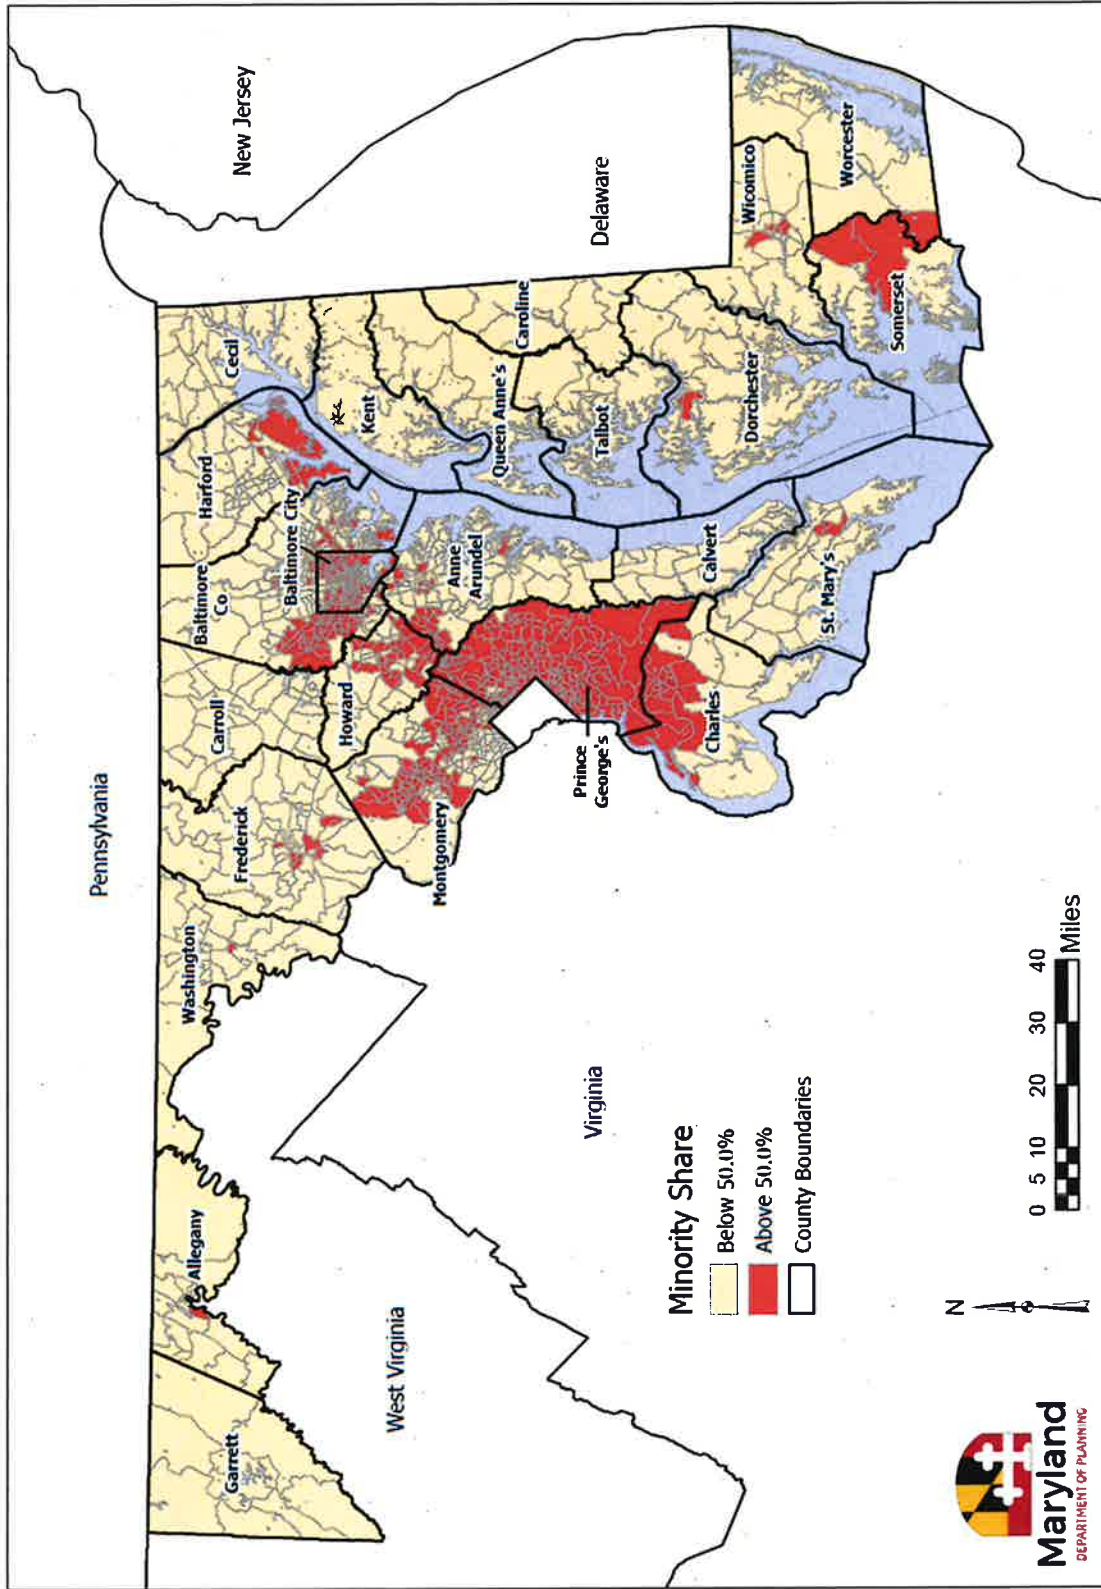 Pennsylvania
New Jersey
Delaware
West Virginia
Virginia
Garrett
Allegany
Washington
Frederick
Carroll
Baltimore
Co
Baltimore City
Harford
Cecil
Kent
Howard
Montgomery
Anne
Arundel
Queen Anne's
Caroline
Talbot
Prince
George's
Calvert
Charles
St. Mary's
Dorchester
Wicomico
Worcester
Somerset
Minority Share
Below 50.0%
Above 50.0%
County Boundaries
N
0 5 10 20 30 40
Miles
Maryland
DEPARTMENT OF PLANNING